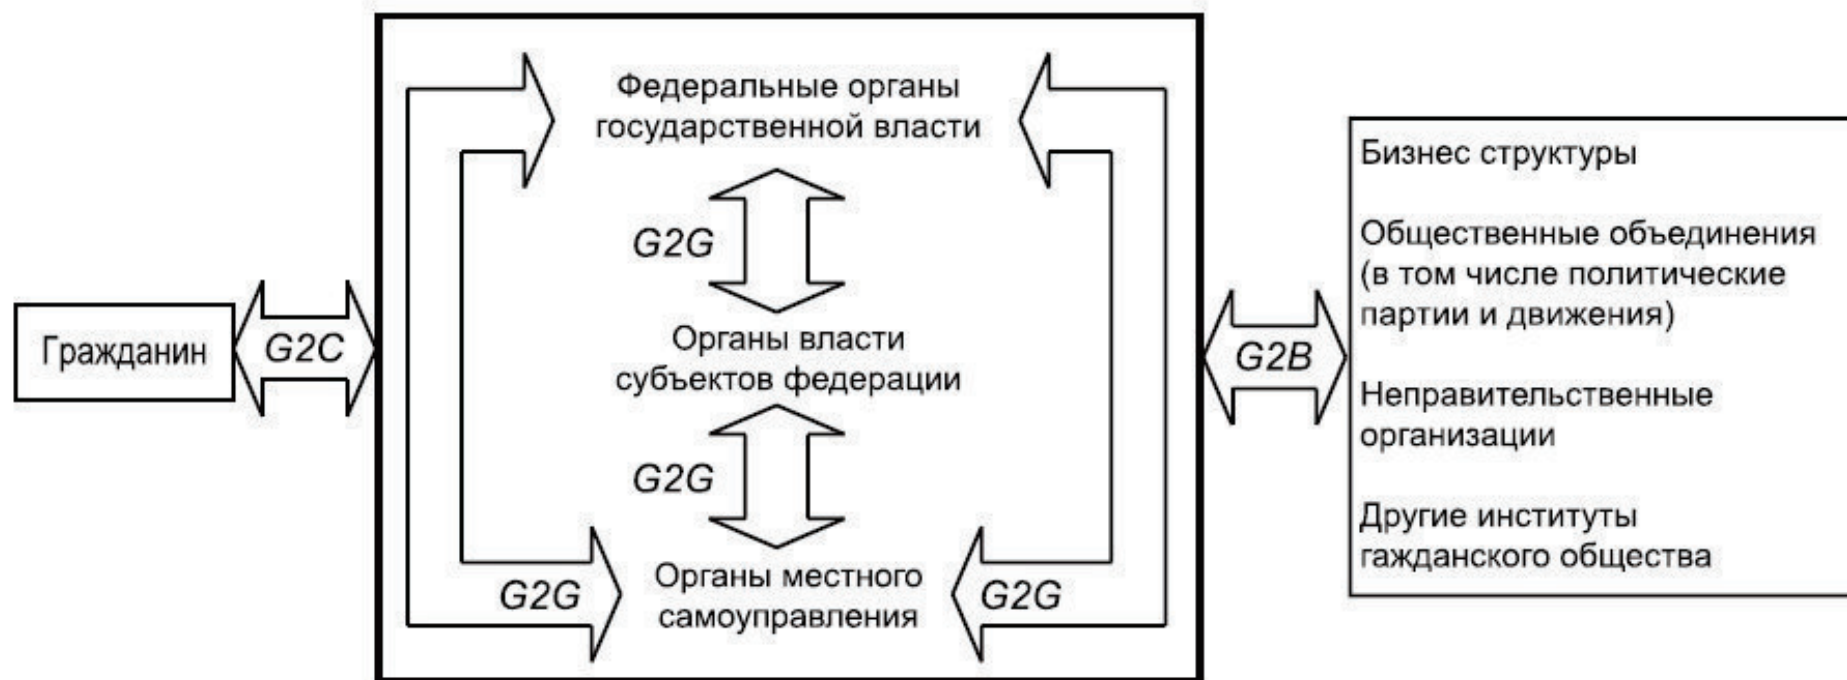 Федеральные органы
государственной власти
G2G
Гражданин
G2C
Органы власти
субъектов федерации
G2G
G2G
Органы местного
самоуправления
G2G
G2B
Бизнес структуры
Общественные объединения
(в том числе политические
партии и движения)
Неправительственные
организации
Другие институты
гажданского общества